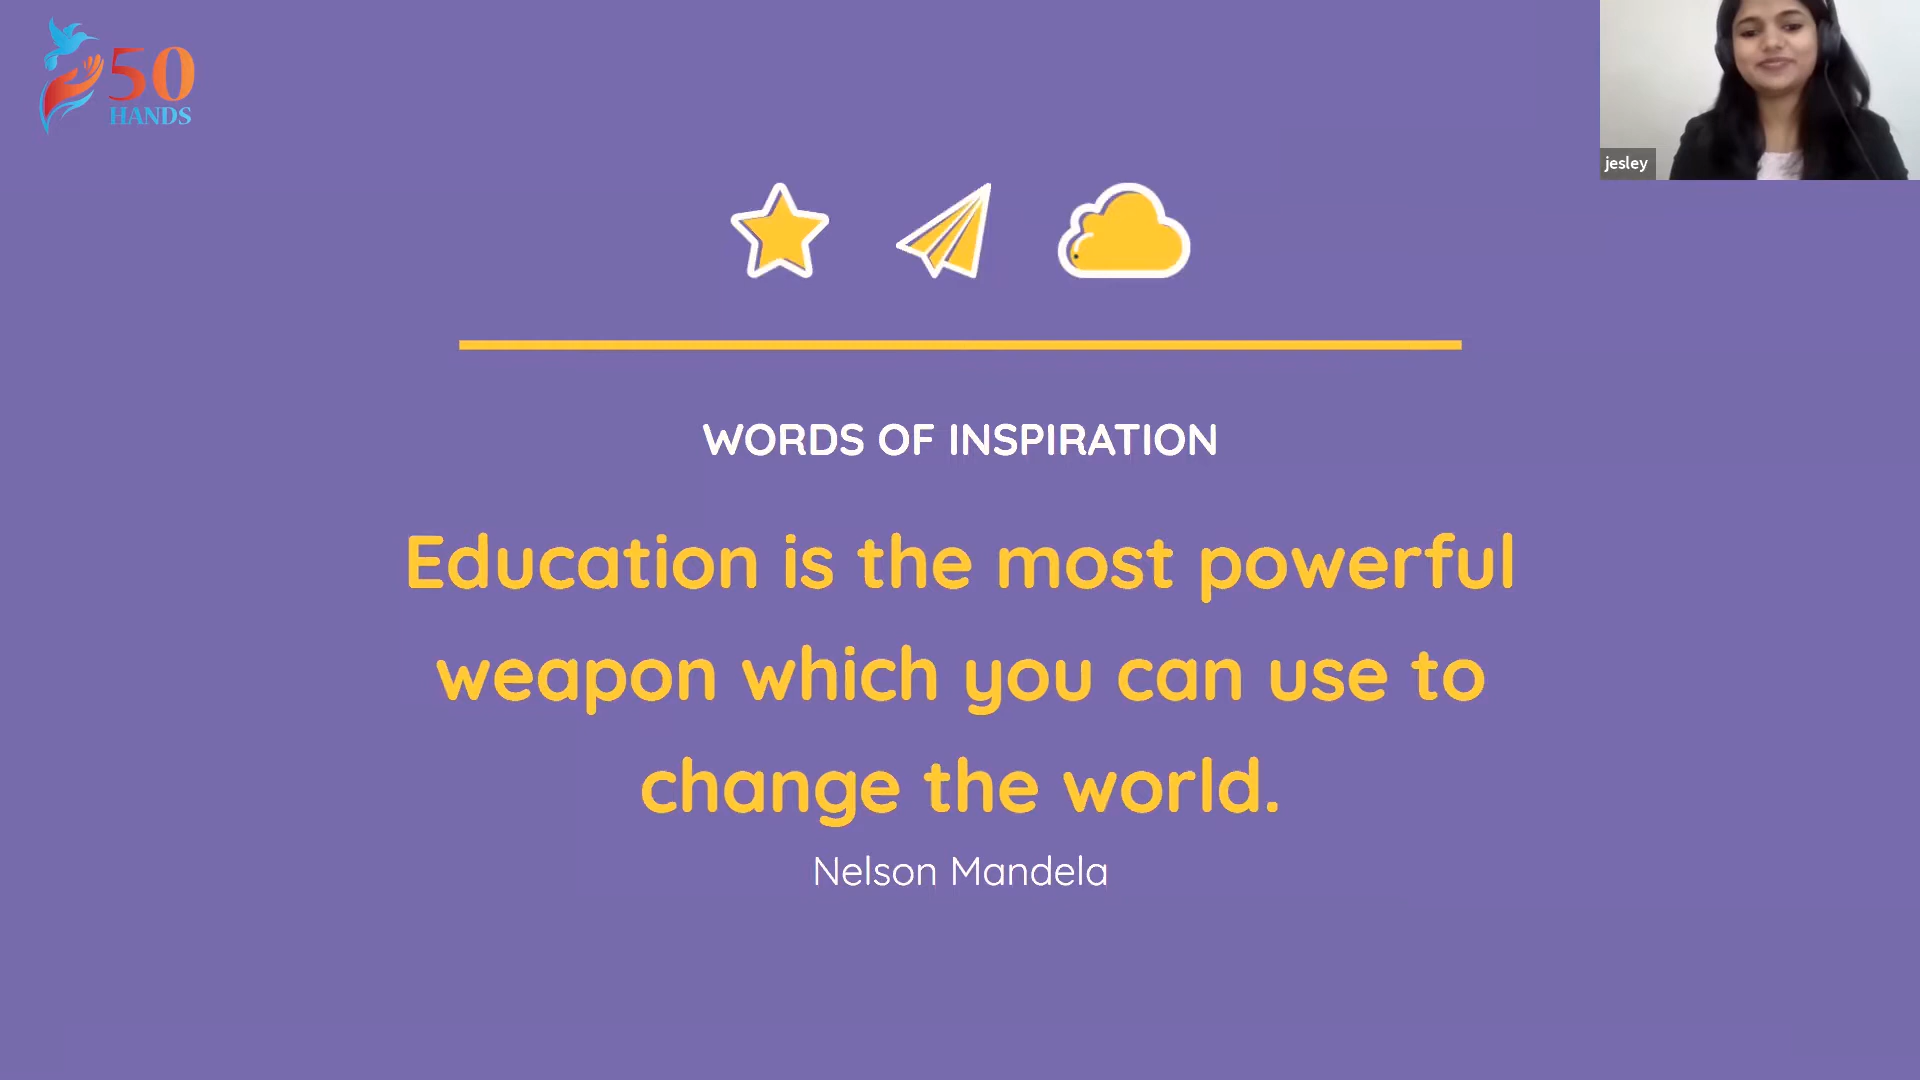 50
HANDS
jesley
WORDS OF INSPIRATION
Education is the most powerful
weapon which you can use to
change the world.
Nelson Mandela